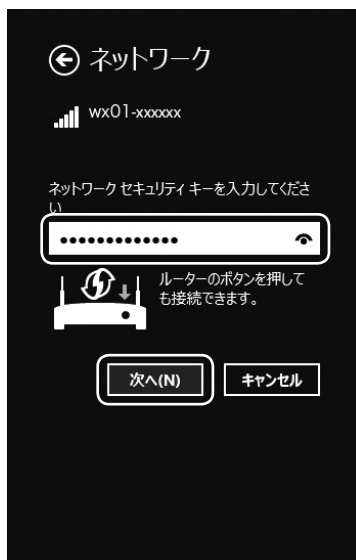 ネットワーク
wx01-xxxxxx
ネットワーク セキュリティ キーを入力してくださ
い
•••••••••••••
ルーターのボタンを押して
も接続できます。
次へ(N)
キャンセル